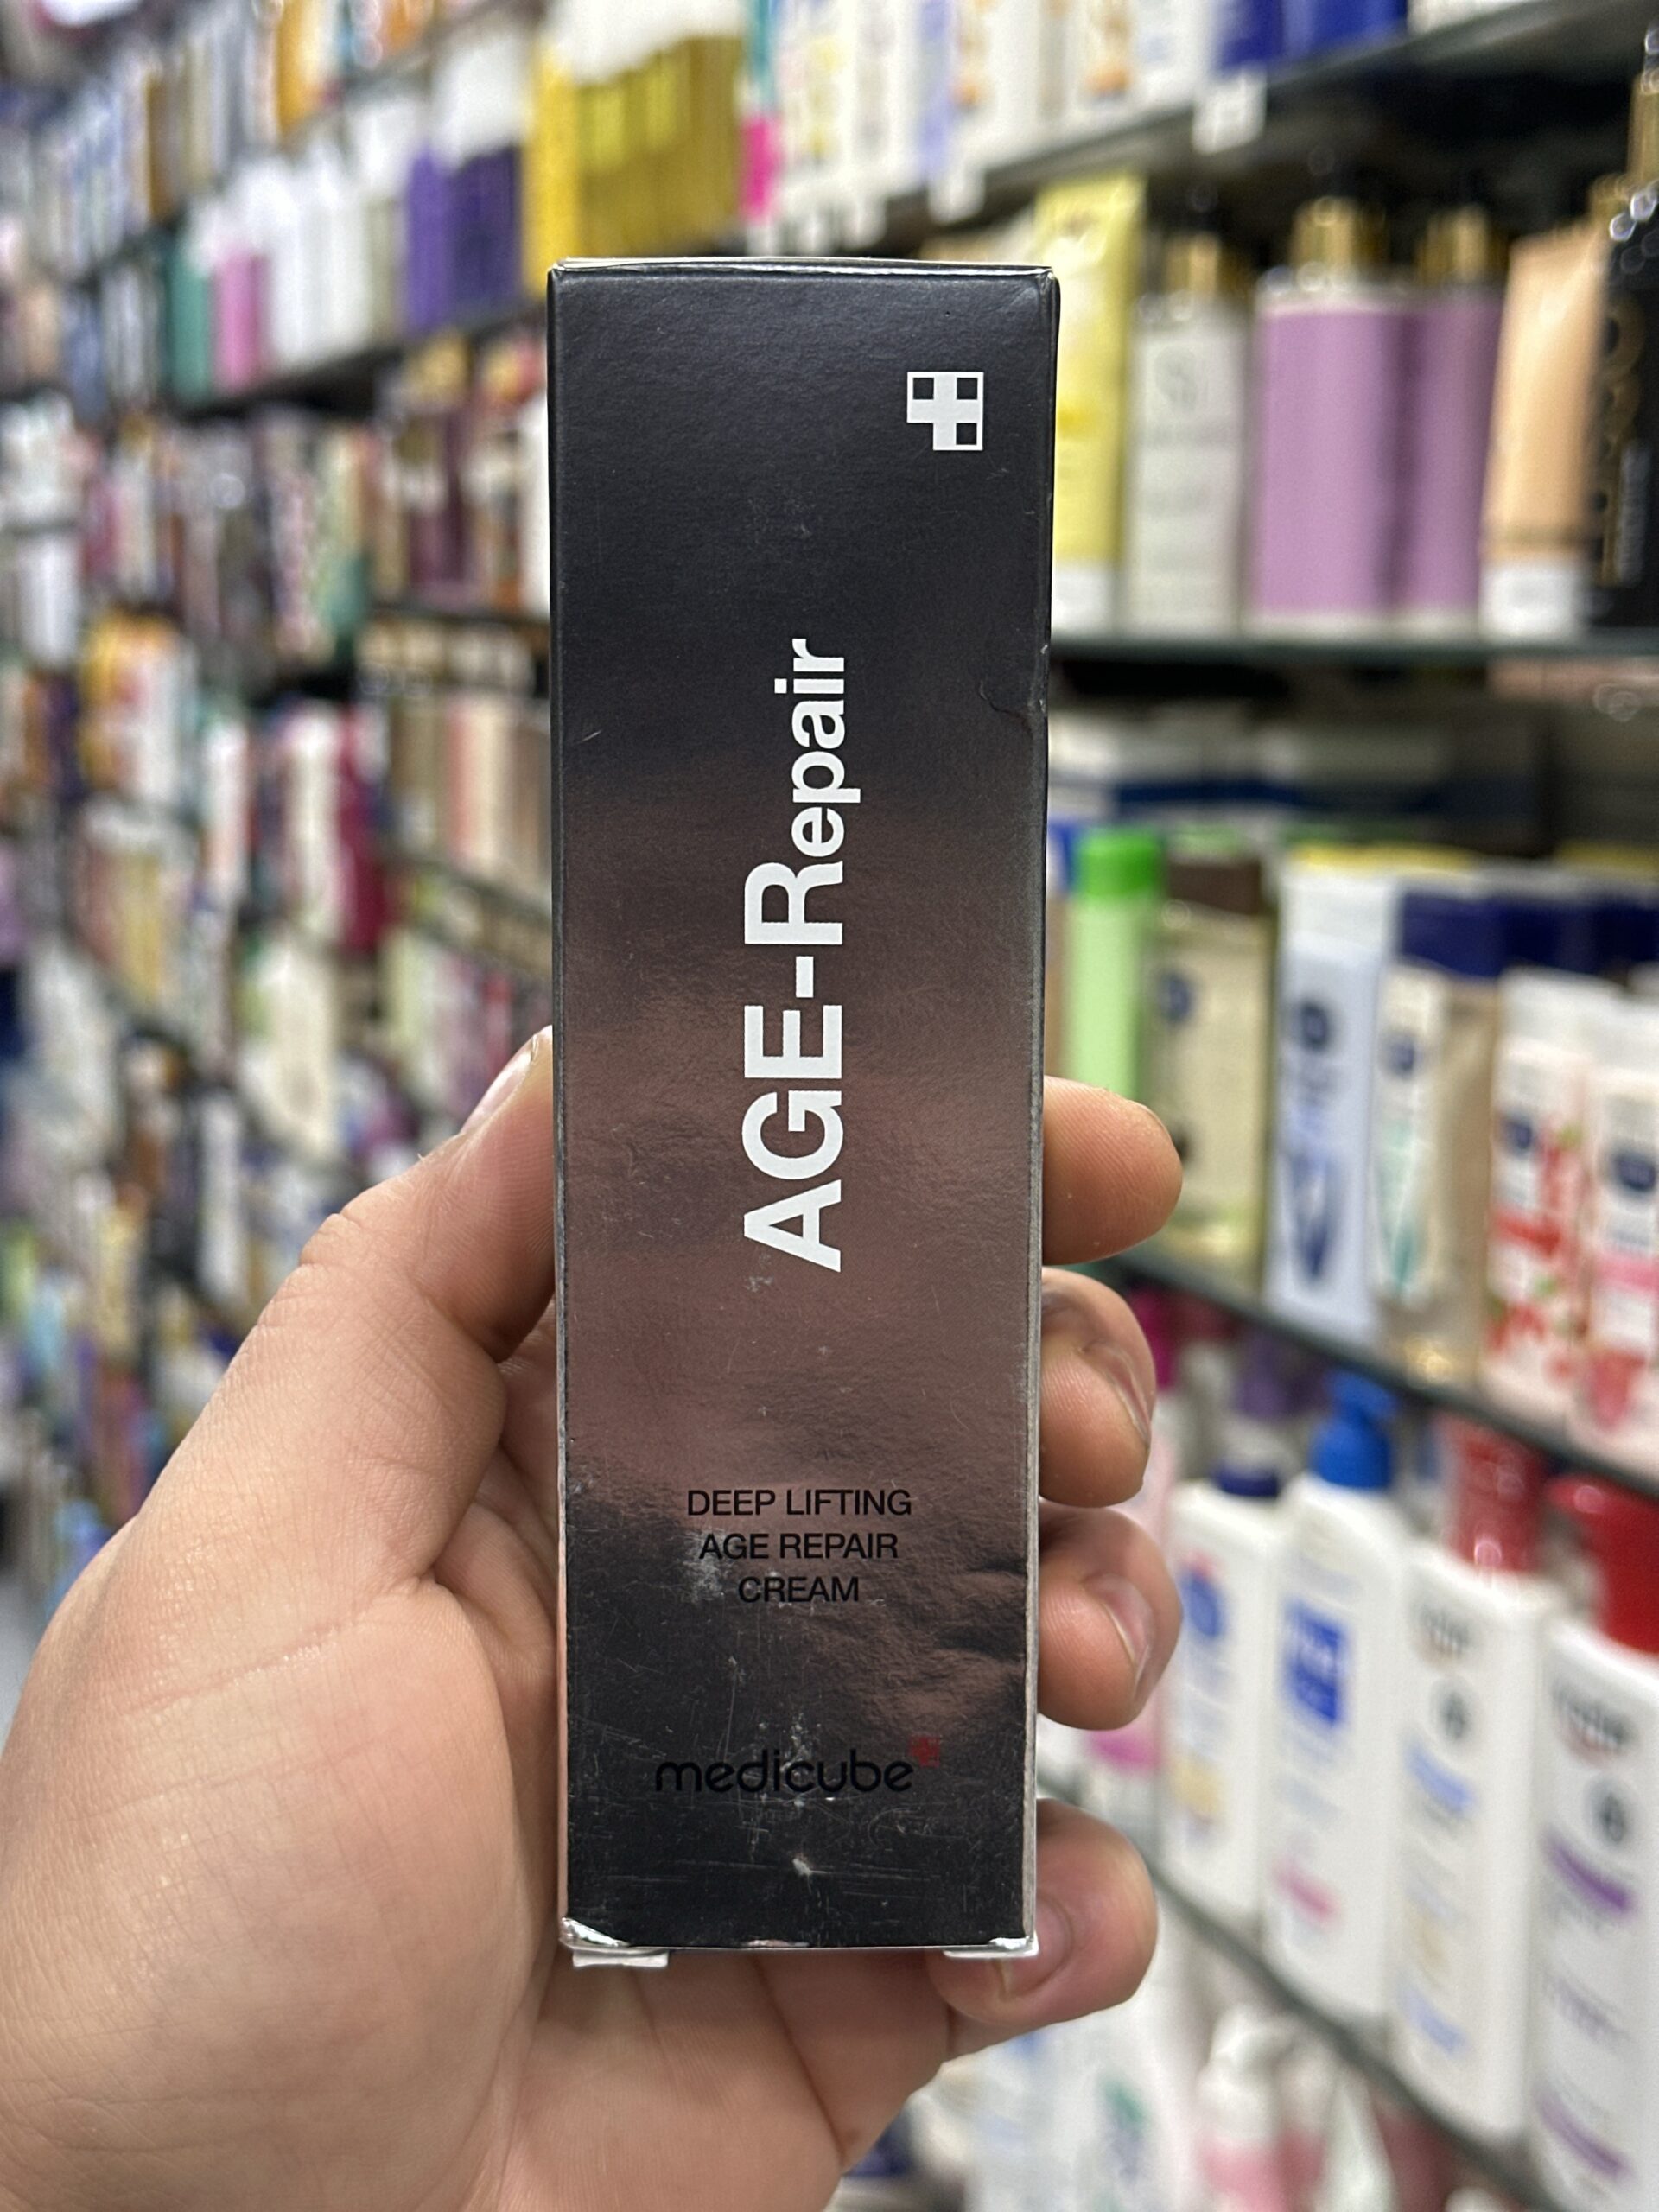 AGE-Repair
DEEP LIFTING
AGE REPAIR
CREAM
medicube